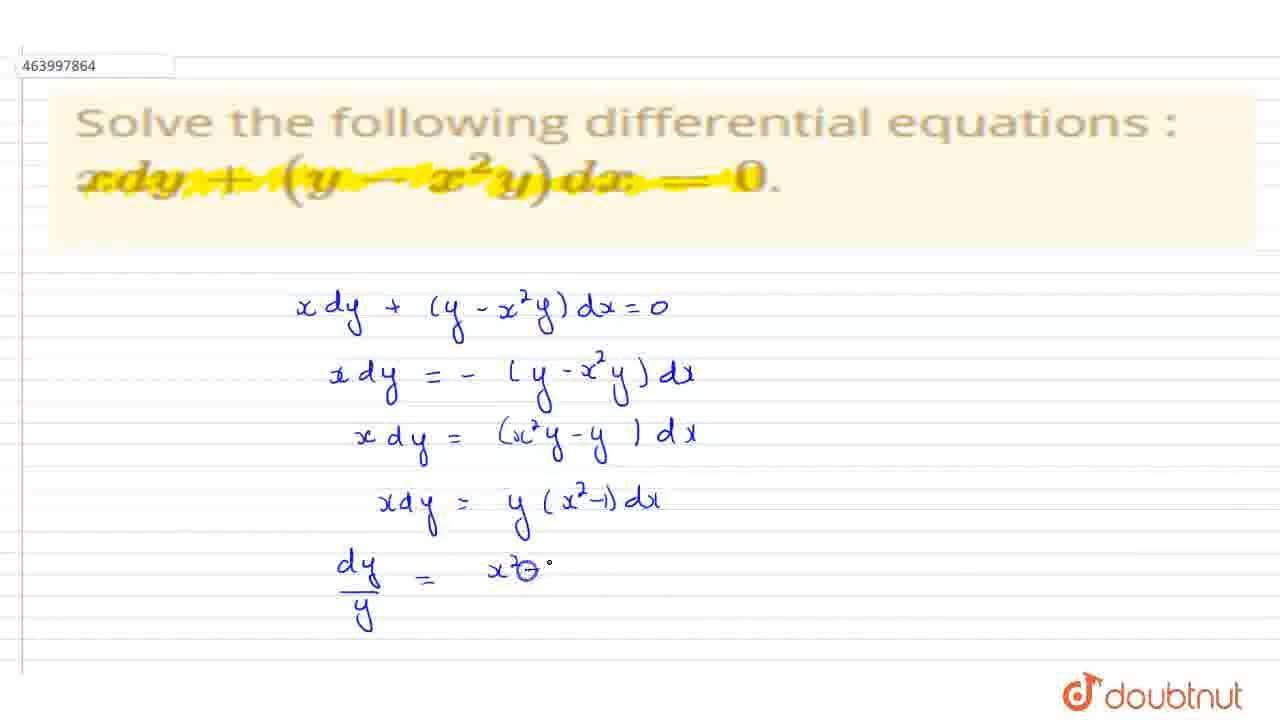 463997864
Solve the following differential equations :
xdy + (y − x²y)dx = 0.
x dy + (y - x²y) dx = 0
x dy = - (y - x²y) dx
x dy = (x²y - y) dx
x dy = y (x² - 1) dx
dy/y = x² -
doubtnut